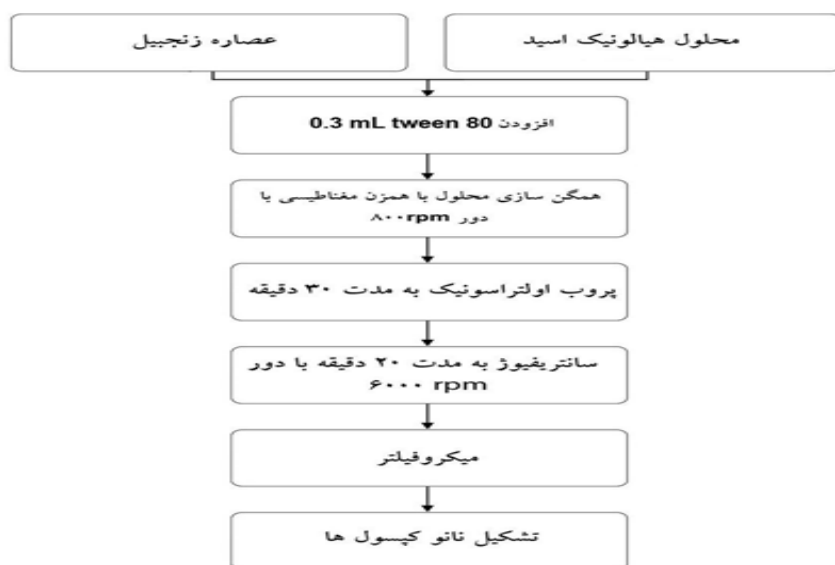 محلول هیالونیک اسید
عصاره زنجبیل
افزودن 0.3 mL tween 80
همگن سازی محلول با همزن مغناطیسی با
دور ۸۰۰rpm
پروب اولتراسونیک به مدت ۳۰ دقیقه
سانتریفیوژ به مدت ۲۰ دقیقه با دور
۶۰۰۰ rpm
میکروفیلتر
تشکیل نانو کپسول ها